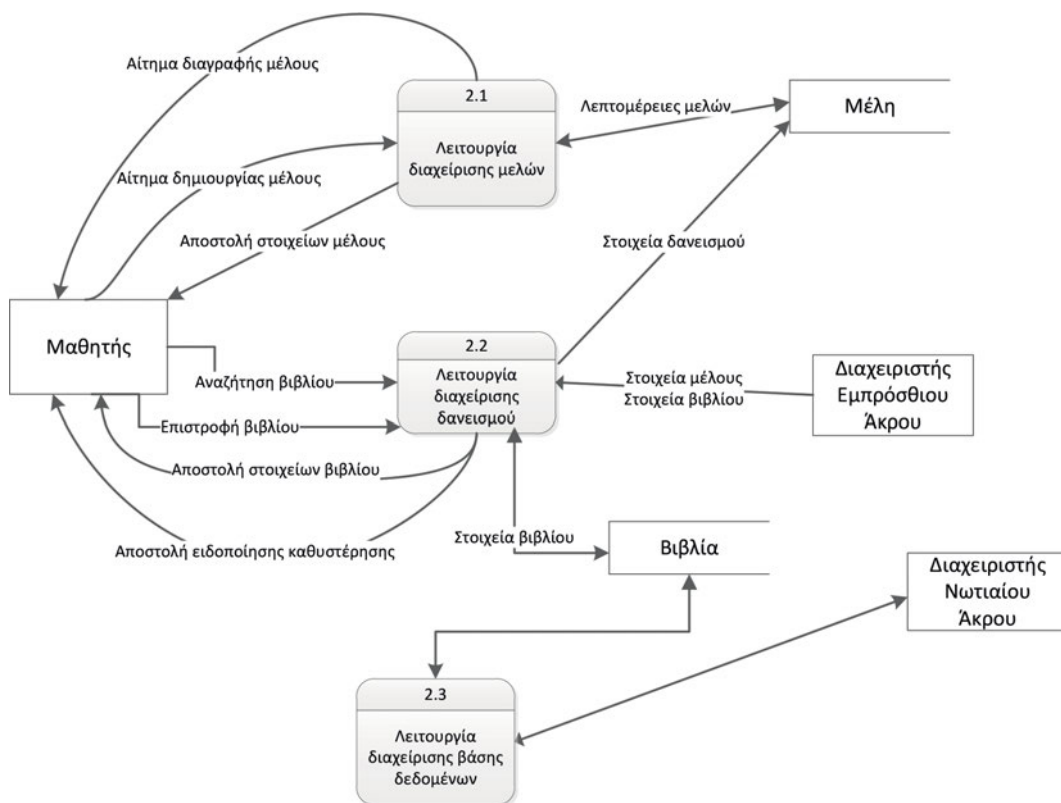 Αίτημα διαγραφής μέλους
2.1
Λειτουργία
διαχείρισης μελών
Λεπτομέρειες μελών
Μέλη
Αίτημα δημιουργίας μέλους
Αποστολή στοιχείων μέλους
Στοιχεία δανεισμού
Μαθητής
2.2
Λειτουργία
διαχείρισης
δανεισμού
Αναζήτηση βιβλίου
Επιστροφή βιβλίου
Αποστολή στοιχείων βιβλίου
Αποστολή ειδοποίησης καθυστέρησης
Στοιχεία μέλους
Στοιχεία βιβλίου
Διαχειριστής
Εμπρόσθιου
Άκρου
Στοιχεία βιβλίου
Βιβλία
Διαχειριστής
Νωτιαίου
Άκρου
2.3
Λειτουργία
διαχείρισης βάσης
δεδομένων